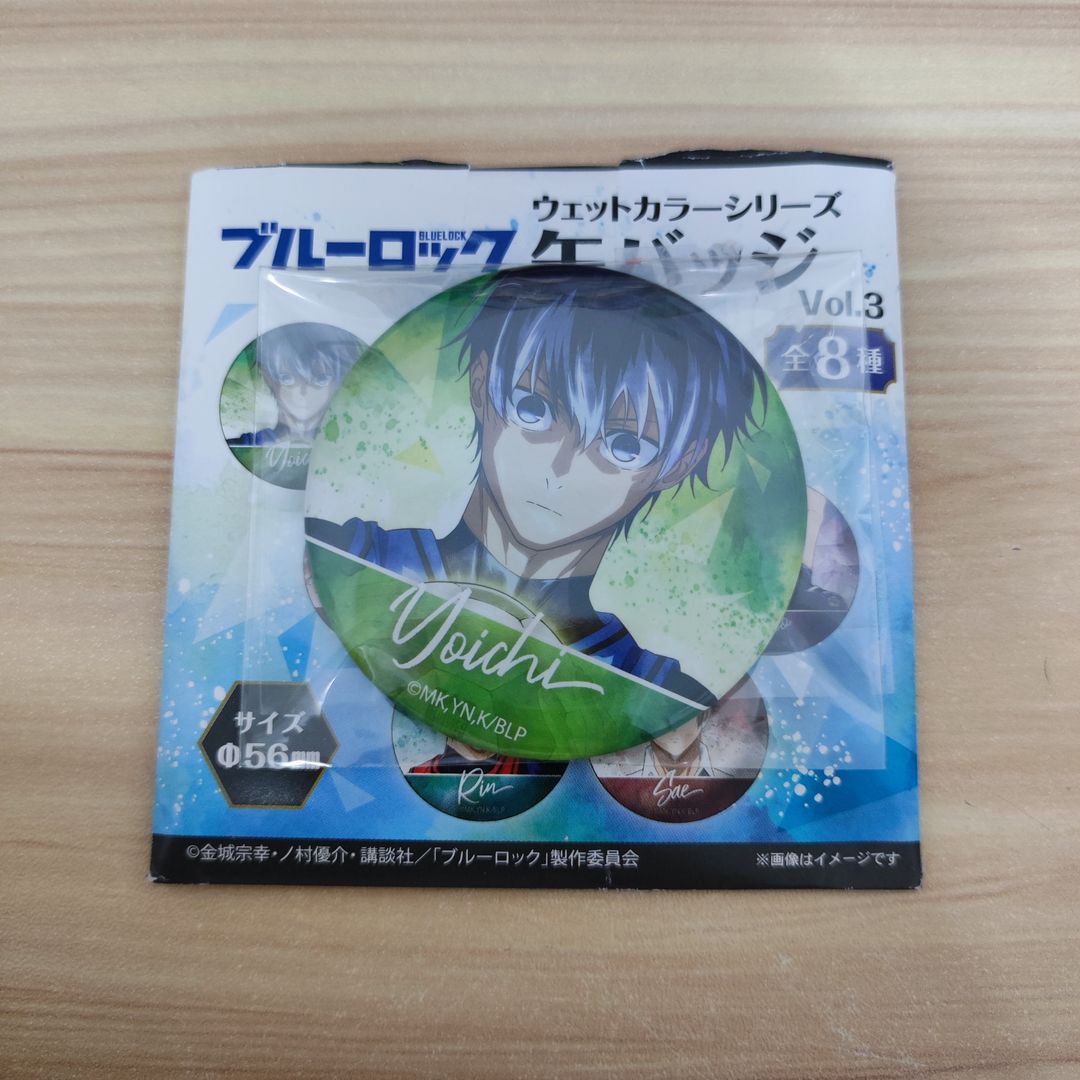 ウェットカラーシリーズ
BLUELOCK
ブルーロック
缶バッジ
Vol.3
全8種
Yoichi
©MK,YN,K/BLP
サイズ
Φ56mm
Rin
Sae
©金城宗幸・ノ村優介・講談社／「ブルーロック」製作委員会
※画像はイメージです